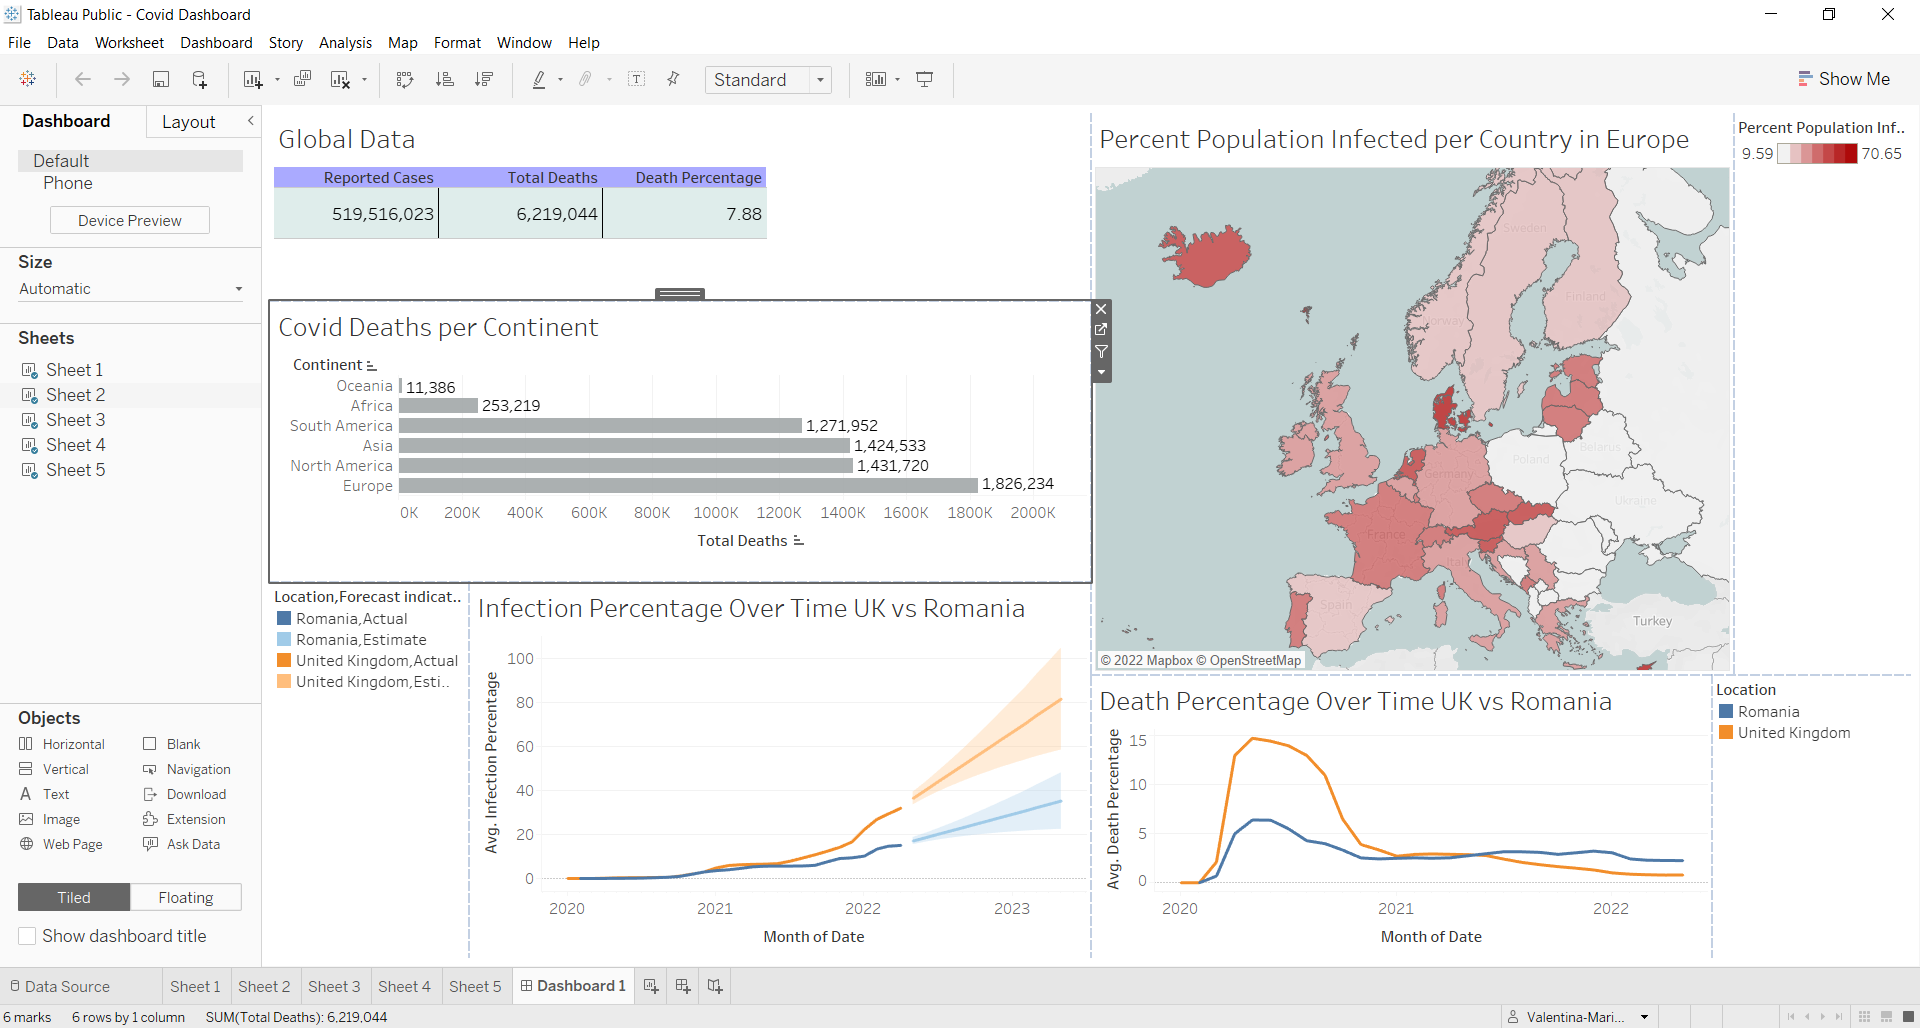 Tableau Public - Covid Dashboard
File Data Worksheet Dashboard Story Analysis Map Format Window Help
Standard
Show Me
Dashboard
Layout
Default
Phone
Device Preview
Size
Automatic
Sheets
Sheet 1
Sheet 2
Sheet 3
Sheet 4
Sheet 5
Objects
Horizontal
Blank
Vertical
Navigation
Text
Download
Image
Extension
Web Page
Ask Data
Tiled
Floating
Show dashboard title
Global Data
Reported Cases Total Deaths Death Percentage
519,516,023 6,219,044 7.88
Covid Deaths per Continent
Continent
Oceania 11,386
Africa 253,219
South America 1,271,952
Asia 1,424,533
North America 1,431,720
Europe 1,826,234
0K 200K 400K 600K 800K 1000K 1200K 1400K 1600K 1800K 2000K
Total Deaths
Location,Forecast indicat..
Romania,Actual
Romania,Estimate
United Kingdom,Actual
United Kingdom,Esti..
Infection Percentage Over Time UK vs Romania
Avg. Infection Percentage
100
80
60
40
20
0
2020 2021 2022 2023
Month of Date
Percent Population Infected per Country in Europe
Sweden
Finland
Norway
Poland
Belarus
Germany
Ukraine
France
Italy
Spain
Turkey
© 2022 Mapbox © OpenStreetMap
Percent Population Inf..
9.59 70.65
Death Percentage Over Time UK vs Romania
Avg. Death Percentage
15
10
5
0
2020 2021 2022
Month of Date
Location
Romania
United Kingdom
Data Source Sheet 1 Sheet 2 Sheet 3 Sheet 4 Sheet 5 Dashboard 1
6 marks 6 rows by 1 column SUM(Total Deaths): 6,219,044
Valentina-Mari...